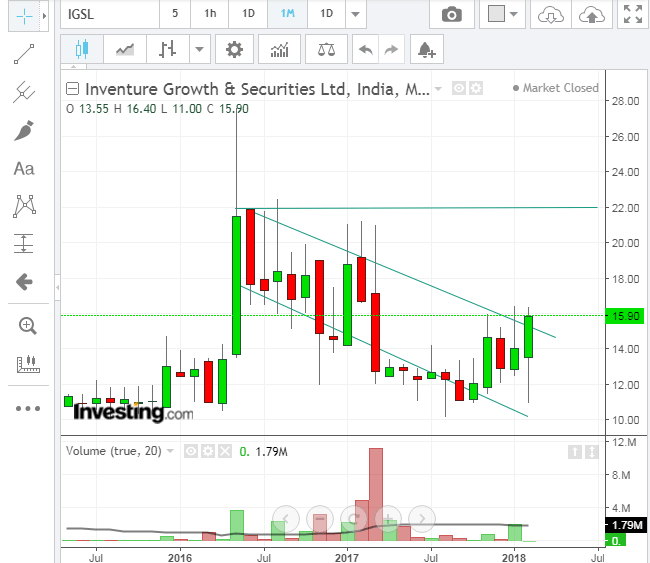 IGSL 5 1h 1D 1M 1D
Inventure Growth & Securities Ltd, India, M... Market Closed
O 13.55 H 16.40 L 11.00 C 15.90
Aa
28.00
26.00
24.00
22.00
20.00
18.00
15.90
14.00
12.00
10.00
Investing.com
Volume (true, 20) 0. 1.79M
12.M
8.M
4.M
1.79M
0.
Jul 2016 Jul 2017 Jul 2018 Jul